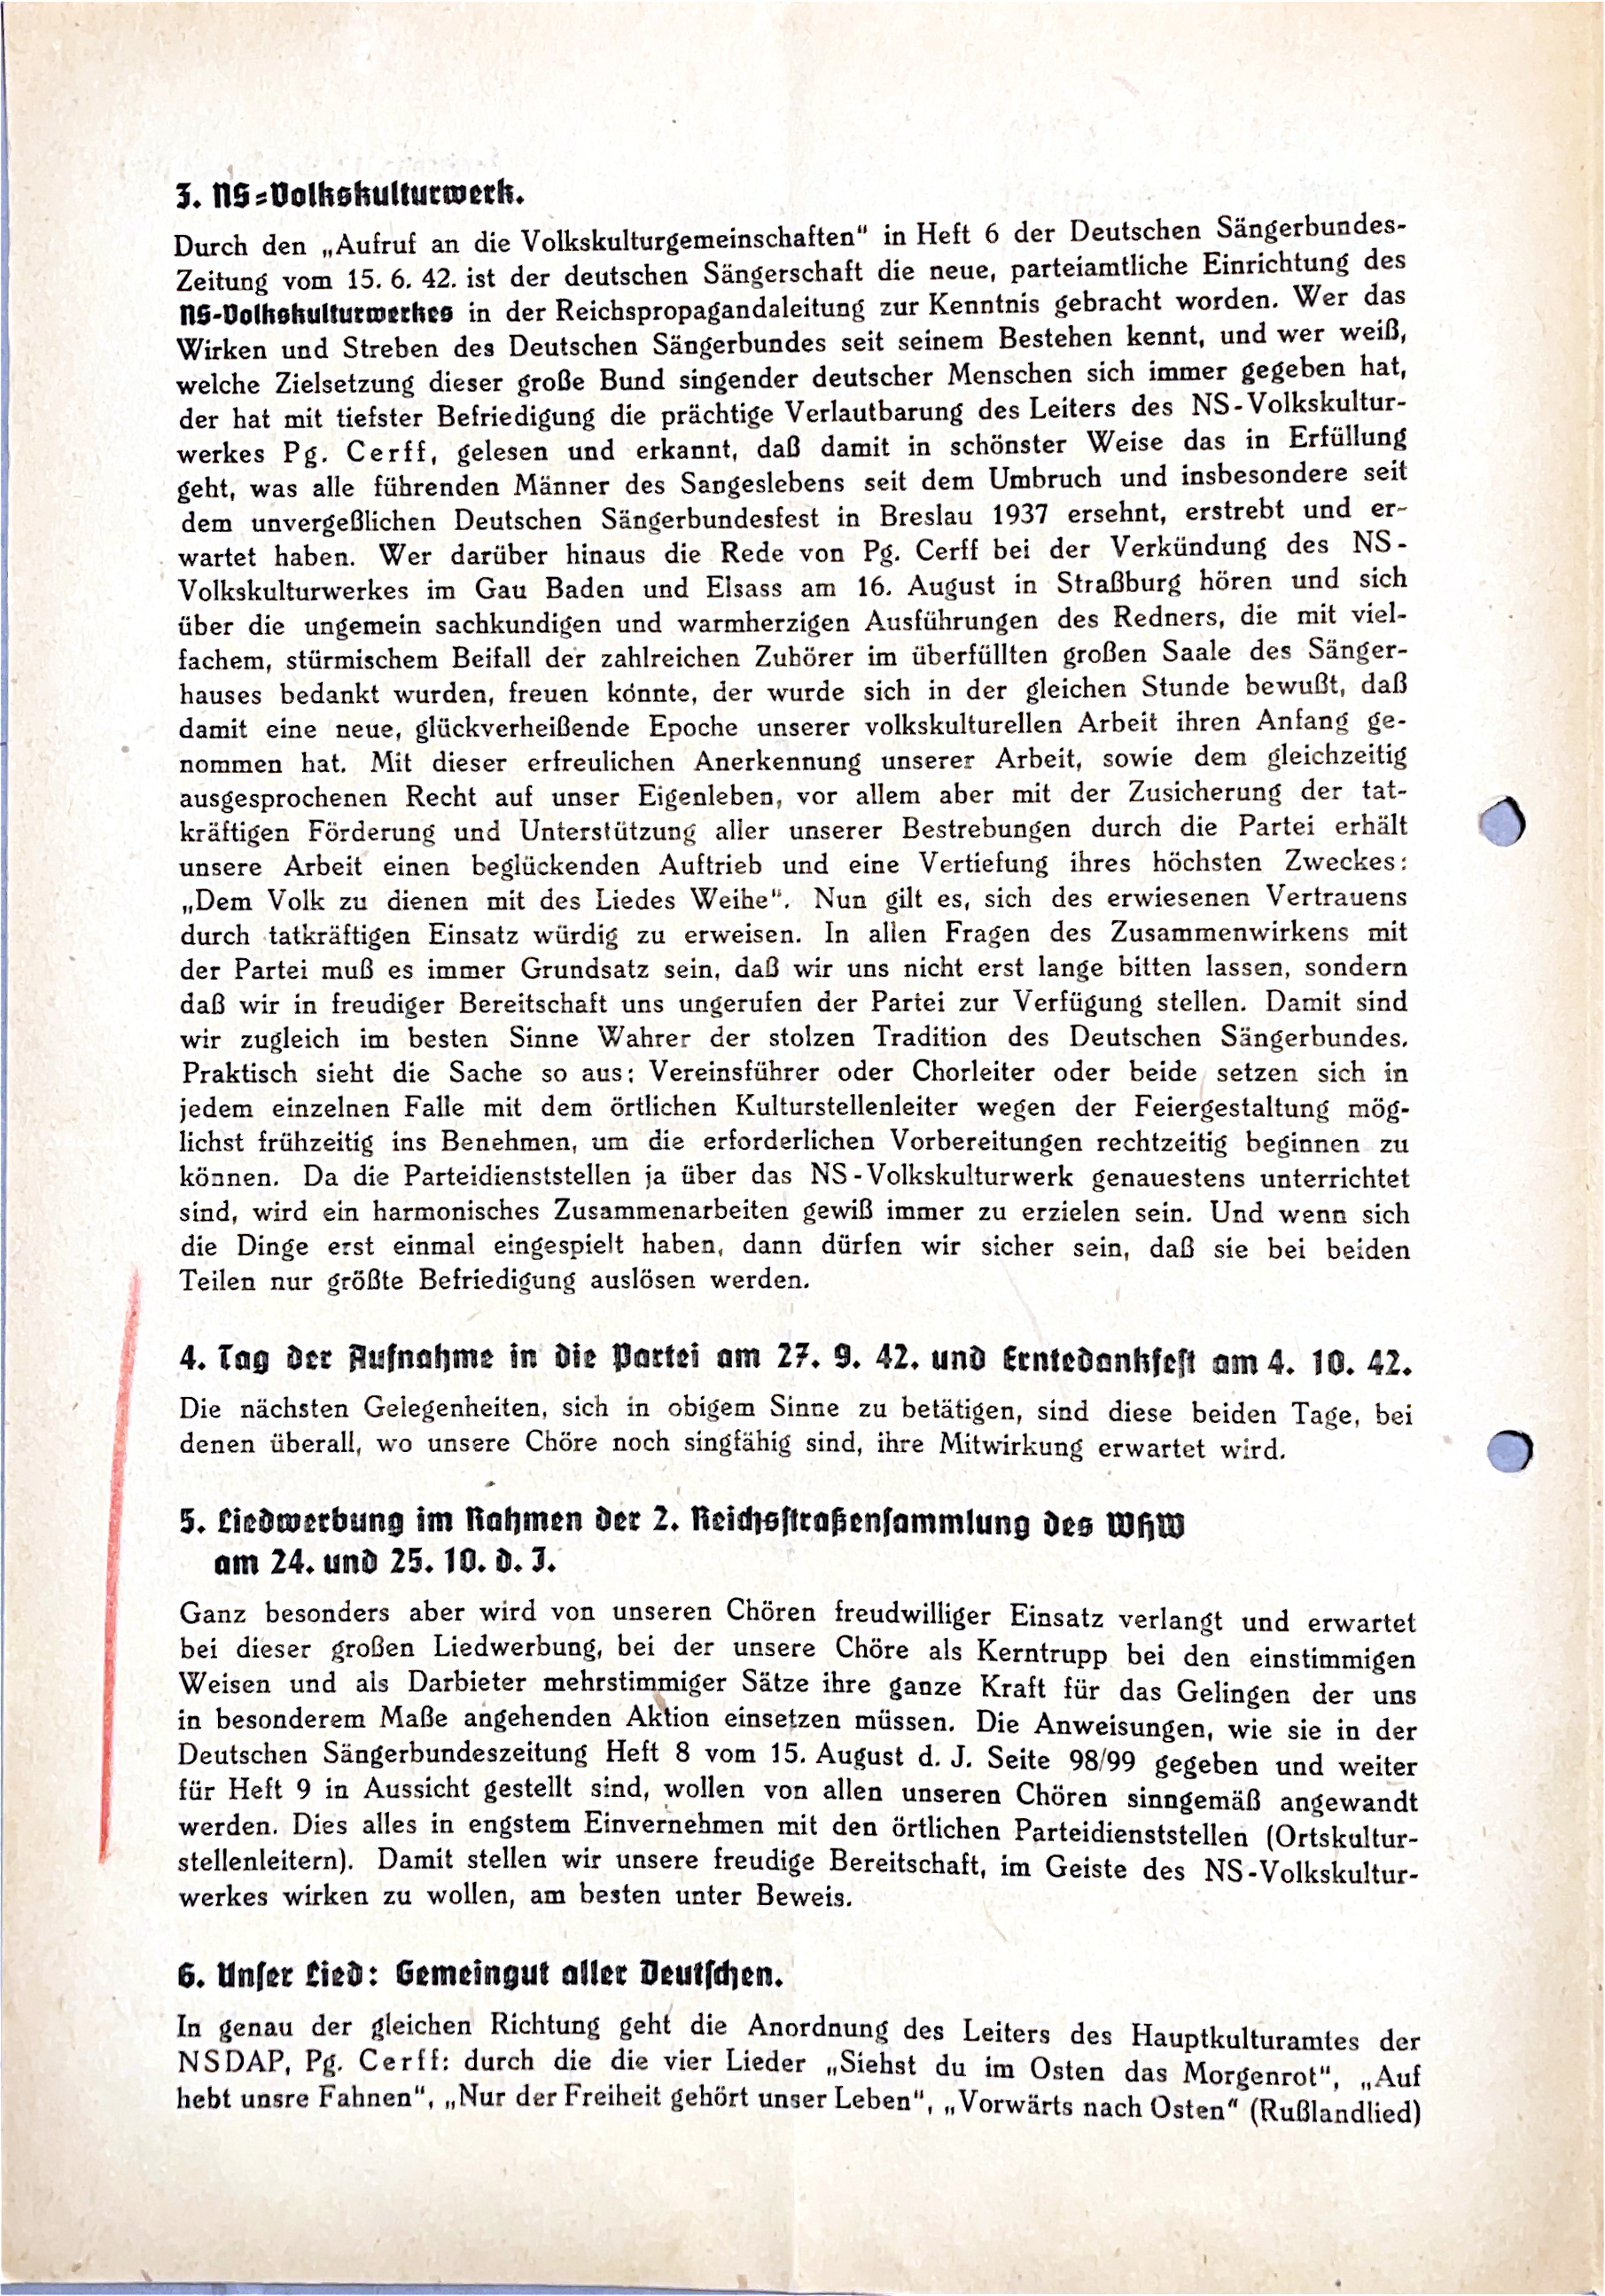 3. NS-Volkskulturwerk.
Durch den „Aufruf an die Volkskulturgemeinschaften“ in Heft 6 der Deutschen Sängerbundes-
Zeitung vom 15. 6. 42. ist der deutschen Sängerschaft die neue, parteiamtliche Einrichtung des
NS-Volkskulturwerkes in der Reichspropagandaleitung zur Kenntnis gebracht worden. Wer das
Wirken und Streben des Deutschen Sängerbundes seit seinem Bestehen kennt, und wer weiß,
welche Zielsetzung dieser große Bund singender deutscher Menschen sich immer gegeben hat,
der hat mit tiefster Befriedigung die prächtige Verlautbarung des Leiters des NS-Volkskultur-
werkes Pg. Cerff, gelesen und erkannt, daß damit in schönster Weise das in Erfüllung
geht, was alle führenden Männer des Sangeslebens seit dem Umbruch und insbesondere seit
dem unvergeßlichen Deutschen Sängerbundesfest in Breslau 1937 ersehnt, erstrebt und er-
wartet haben. Wer darüber hinaus die Rede von Pg. Cerff bei der Verkündung des NS-
Volkskulturwerkes im Gau Baden und Elsass am 16. August in Straßburg hören und sich
über die ungemein sachkundigen und warmherzigen Ausführungen des Redners, die mit viel-
fachem, stürmischem Beifall der zahlreichen Zuhörer im überfüllten großen Saale des Sänger-
hauses bedankt wurden, freuen könnte, der wurde sich in der gleichen Stunde bewußt, daß
damit eine neue, glückverheißende Epoche unserer volkskulturellen Arbeit ihren Anfang ge-
nommen hat. Mit dieser erfreulichen Anerkennung unserer Arbeit, sowie dem gleichzeitig
ausgesprochenen Recht auf unser Eigenleben, vor allem aber mit der Zusicherung der tat-
kräftigen Förderung und Unterstützung aller unserer Bestrebungen durch die Partei erhält
unsere Arbeit einen beglückenden Auftrieb und eine Vertiefung ihres höchsten Zweckes:
„Dem Volk zu dienen mit des Liedes Weihe“. Nun gilt es, sich des erwiesenen Vertrauens
durch tatkräftigen Einsatz würdig zu erweisen. In allen Fragen des Zusammenwirkens mit
der Partei muß es immer Grundsatz sein, daß wir uns nicht erst lange bitten lassen, sondern
daß wir in freudiger Bereitschaft uns ungerufen der Partei zur Verfügung stellen. Damit sind
wir zugleich im besten Sinne Wahrer der stolzen Tradition des Deutschen Sängerbundes.
Praktisch sieht die Sache so aus: Vereinsführer oder Chorleiter oder beide setzen sich in
jedem einzelnen Falle mit dem örtlichen Kulturstellenleiter wegen der Feiergestaltung mög-
lichst frühzeitig ins Benehmen, um die erforderlichen Vorbereitungen rechtzeitig beginnen zu
können. Da die Parteidienststellen ja über das NS-Volkskulturwerk genauestens unterrichtet
sind, wird ein harmonisches Zusammenarbeiten gewiß immer zu erzielen sein. Und wenn sich
die Dinge erst einmal eingespielt haben, dann dürfen wir sicher sein, daß sie bei beiden
Teilen nur größte Befriedigung auslösen werden.
4. Tag der Aufnahme in die Partei am 27. 9. 42. und Erntedankfest am 4. 10. 42.
Die nächsten Gelegenheiten, sich in obigem Sinne zu betätigen, sind diese beiden Tage, bei
denen überall, wo unsere Chöre noch singfähig sind, ihre Mitwirkung erwartet wird.
5. Liedwerbung im Rahmen der 2. Reichsstraßensammlung des WHW
am 24. und 25. 10. d. J.
Ganz besonders aber wird von unseren Chören freudwilliger Einsatz verlangt und erwartet
bei dieser großen Liedwerbung, bei der unsere Chöre als Kerntrupp bei den einstimmigen
Weisen und als Darbieter mehrstimmiger Sätze ihre ganze Kraft für das Gelingen der uns
in besonderem Maße angehenden Aktion einsetzen müssen. Die Anweisungen, wie sie in der
Deutschen Sängerbundeszeitung Heft 8 vom 15. August d. J. Seite 98/99 gegeben und weiter
für Heft 9 in Aussicht gestellt sind, wollen von allen unseren Chören sinngemäß angewandt
werden. Dies alles in engstem Einvernehmen mit den örtlichen Parteidienststellen (Ortskultur-
stellenleitern). Damit stellen wir unsere freudige Bereitschaft, im Geiste des NS-Volkskultur-
werkes wirken zu wollen, am besten unter Beweis.
6. Unser Lied: Gemeingut aller Deutschen.
In genau der gleichen Richtung geht die Anordnung des Leiters des Hauptkulturamtes der
NSDAP, Pg. Cerff: durch die die vier Lieder „Siehst du im Osten das Morgenrot“, „Auf
hebt unsre Fahnen“, „Nur der Freiheit gehört unser Leben“, „Vorwärts nach Osten“ (Rußlandlied)